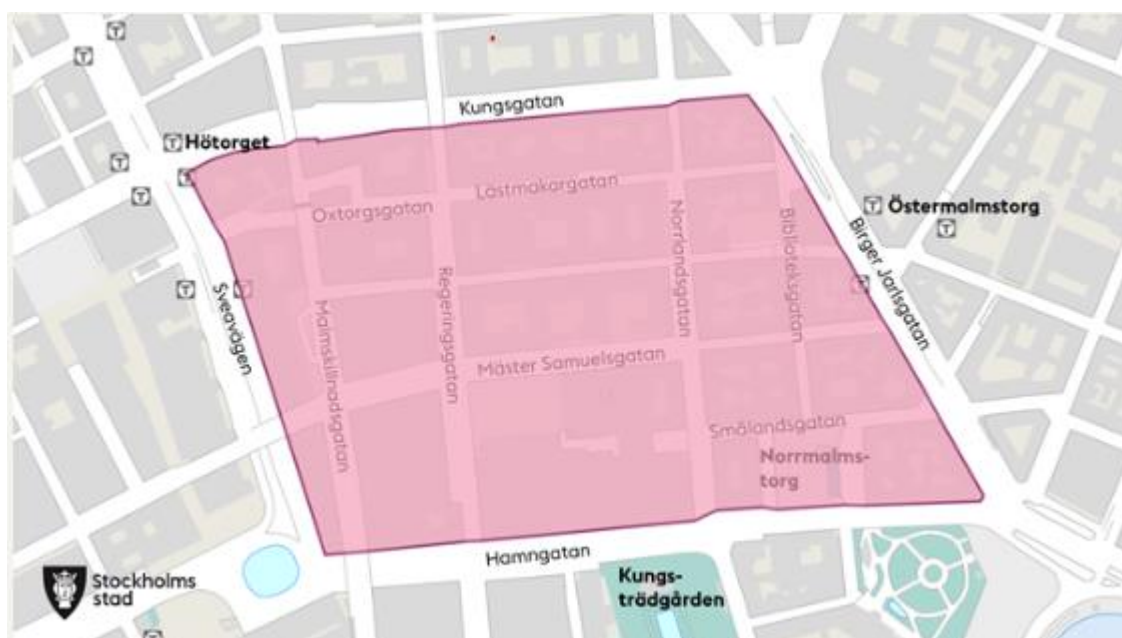 Kungsgatan
Hötorget
Lästmakargatan
Oxtorgsgatan
Östermalmstorg
Norrlandsgatan
Biblioteksgatan
Birger Jarlsgatan
Sveavägen
Malmskillnadsgatan
Regeringsgatan
Mäster Samuelsgatan
Smålandsgatan
Norrmalms-
torg
Hamngatan
Kungs-
trädgården
Stockholms
stad
T
T
T
T
T
T
T
T
T
T
T
T